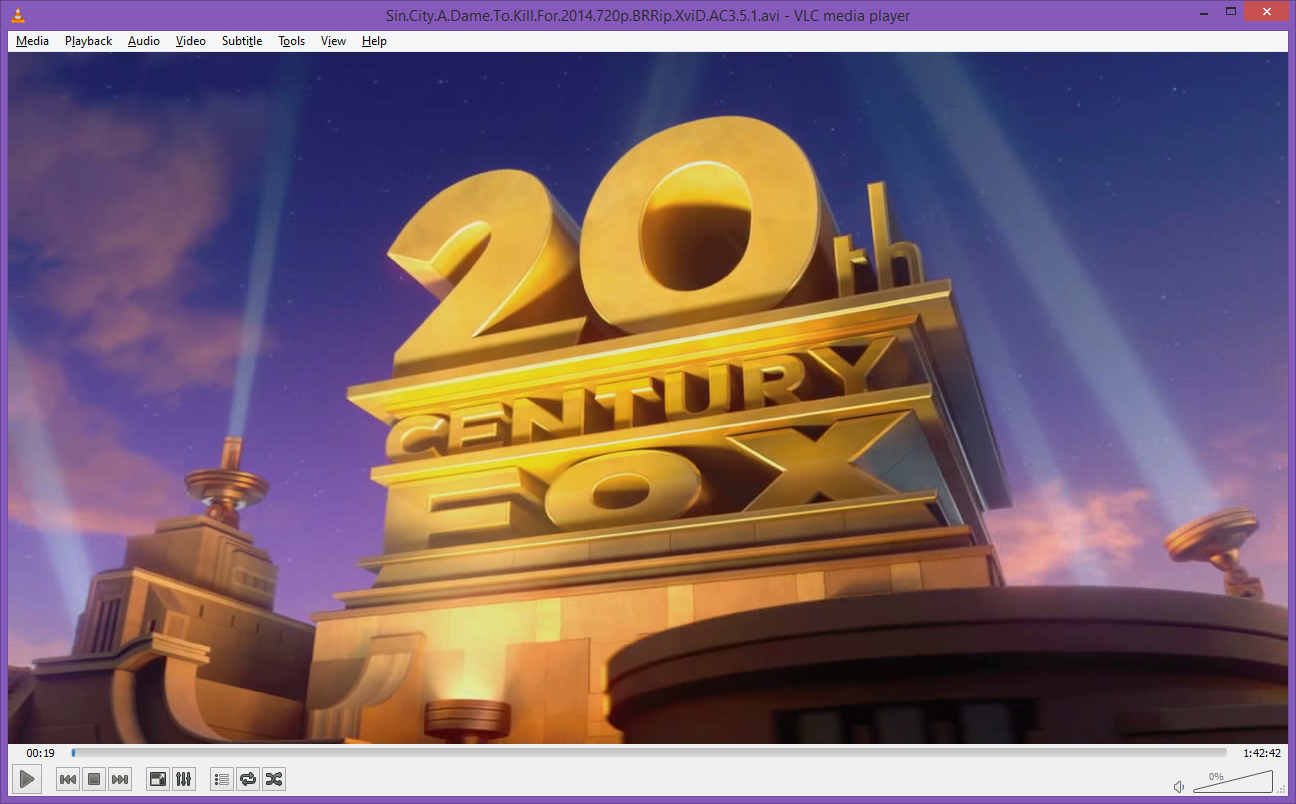 Sin.City.A.Dame.To.Kill.For.2014.720p.BRRip.XviD.AC3.5.1.avi - VLC media player
Media Playback Audio Video Subtitle Tools View Help
20th
CENTURY
FOX
00:19 1:42:42
0%